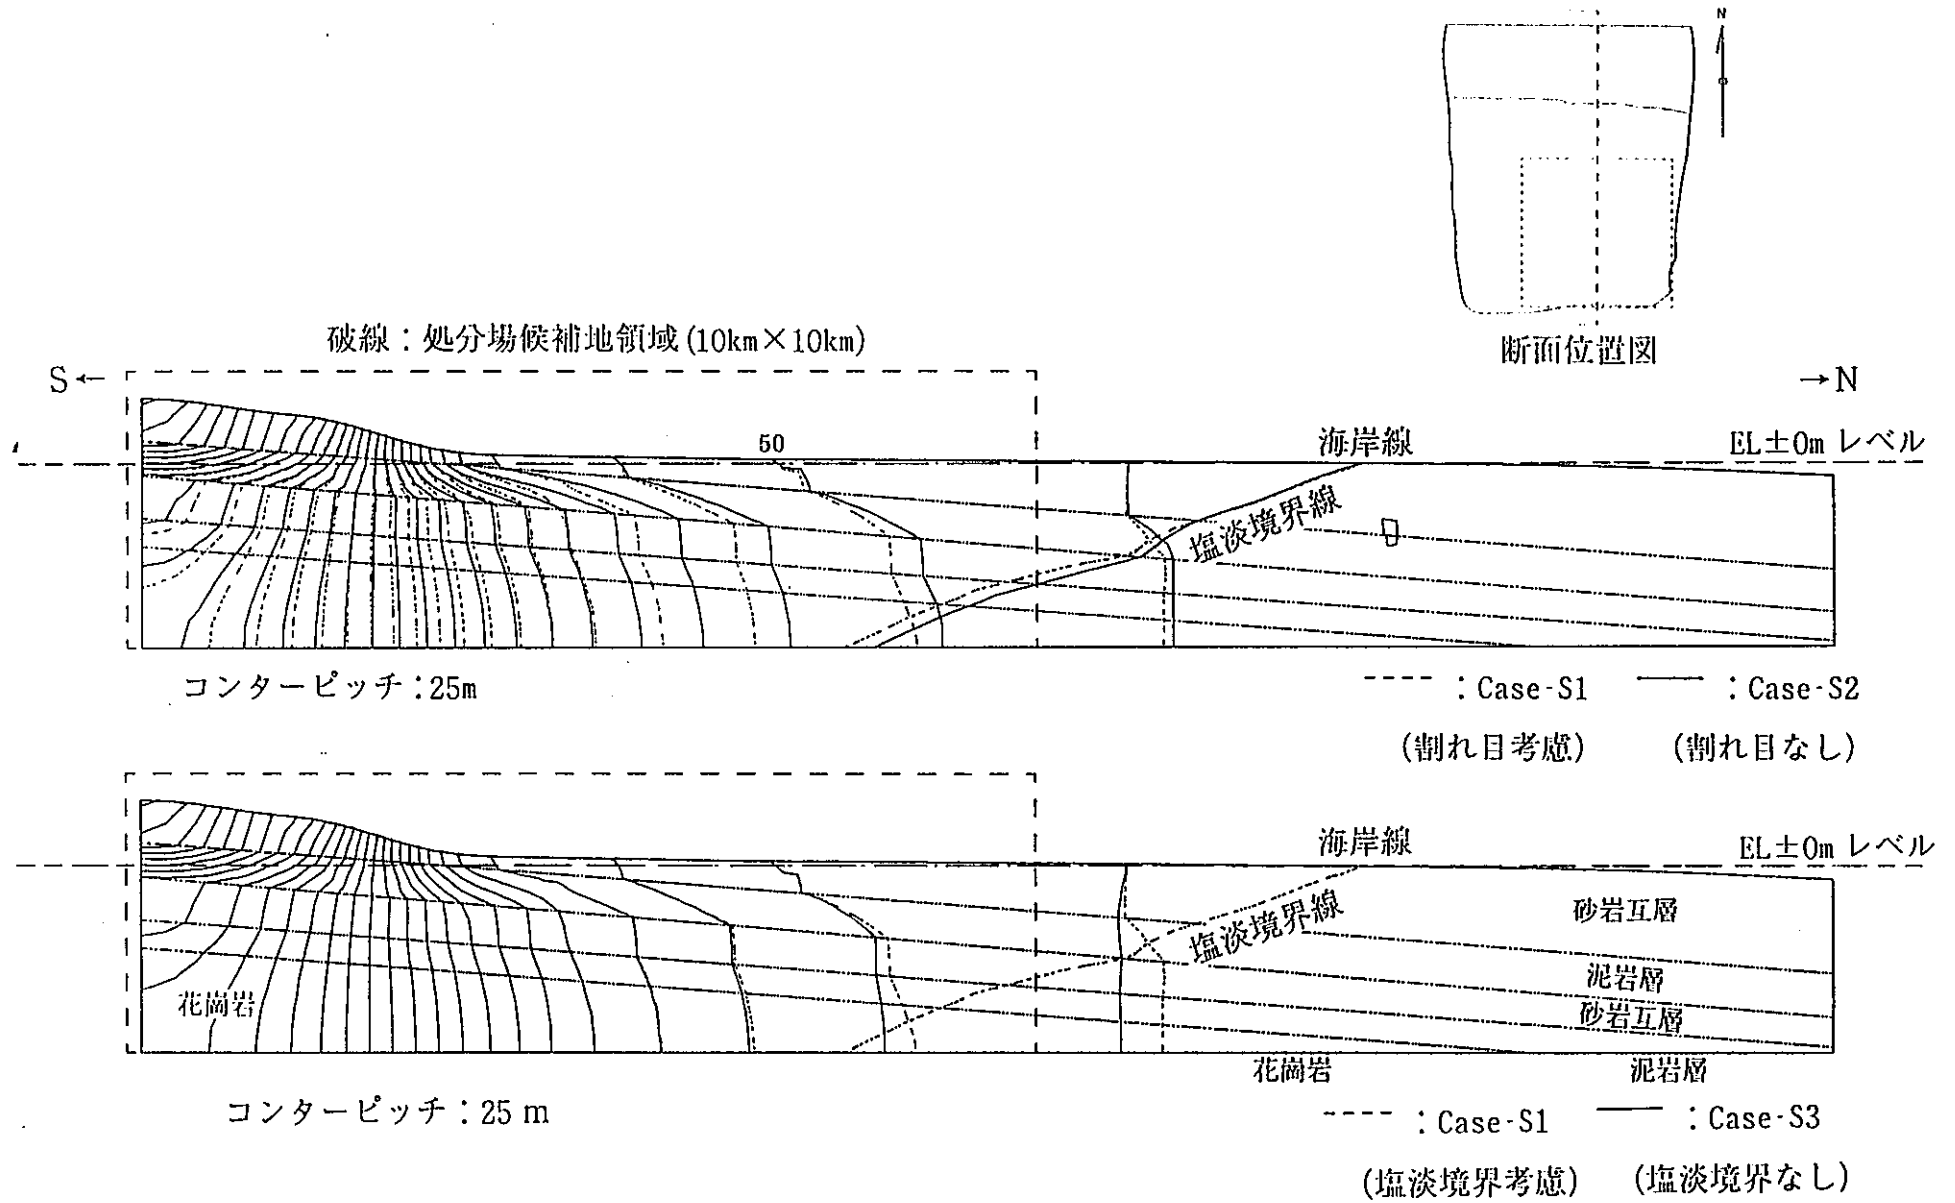 N
断面位置図
破線：処分場候補地領域(10km×10km)
S← →N
50 海岸線 EL±0m レベル
塩淡境界線
コンターピッチ：25m
---- ：Case-S1 —— ：Case-S2
(割れ目考慮) (割れ目なし)
海岸線 EL±0m レベル
塩淡境界線
砂岩互層
泥岩層
砂岩互層
花崗岩
花崗岩 泥岩層
コンターピッチ：25 m
---- ：Case-S1 —— ：Case-S3
(塩淡境界考慮) (塩淡境界なし)